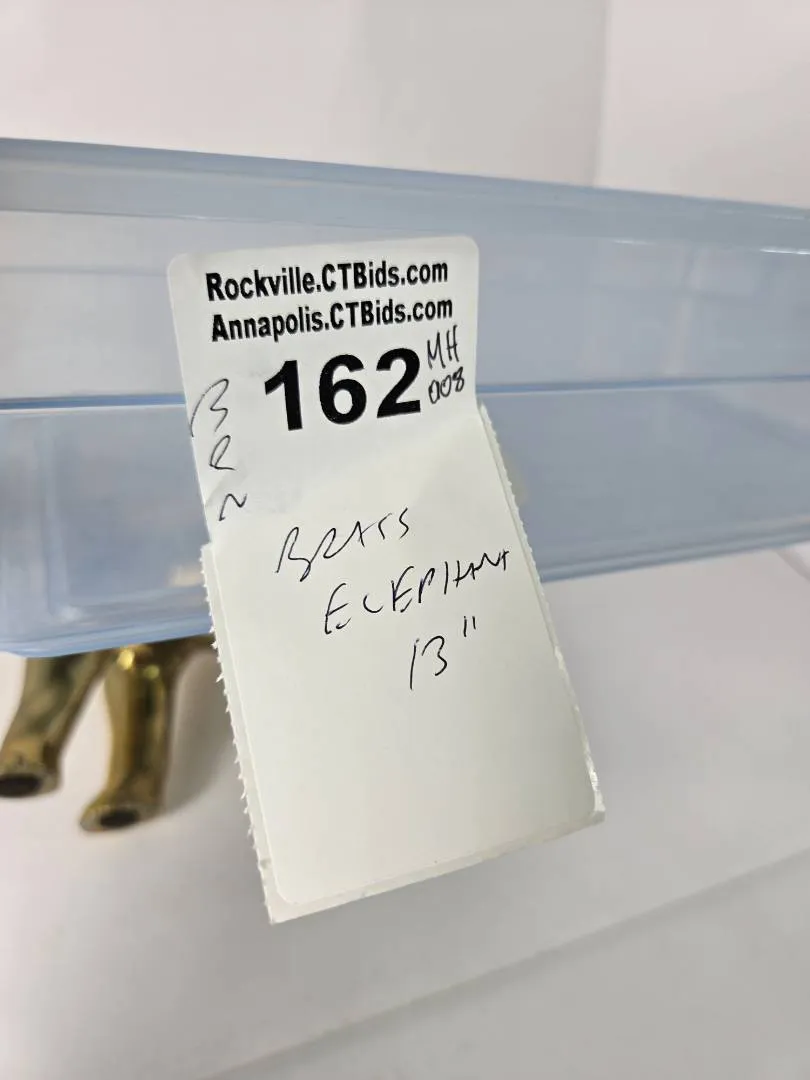 Rockville.CTBids.com
Annapolis.CTBids.com
162
MH
008
B
R
N
BRASS
ELEPHANT
13"